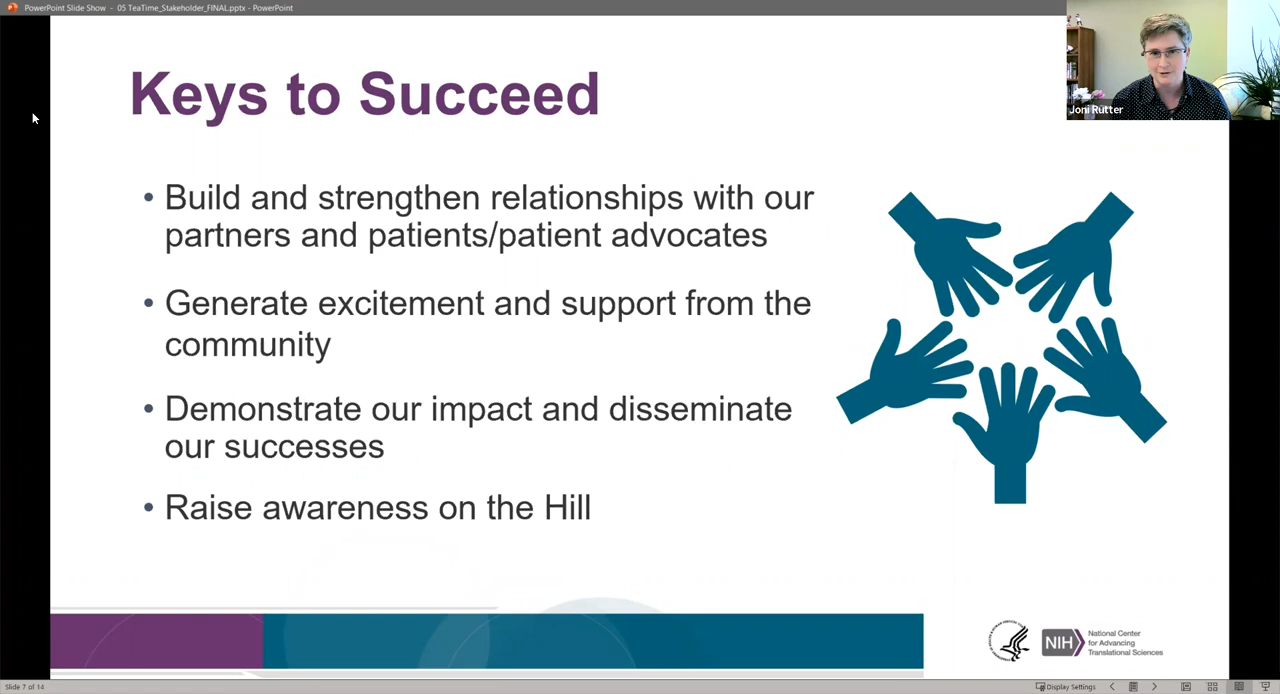 PowerPoint Slide Show - 05 TeaTime_Stakeholder_FINAL.pptx - PowerPoint
Joni Rutter
Keys to Succeed
• Build and strengthen relationships with our
partners and patients/patient advocates
• Generate excitement and support from the
community
• Demonstrate our impact and disseminate
our successes
• Raise awareness on the Hill
NIH
National Center
for Advancing
Translational Sciences
Slide 7 of 14
Display Settings